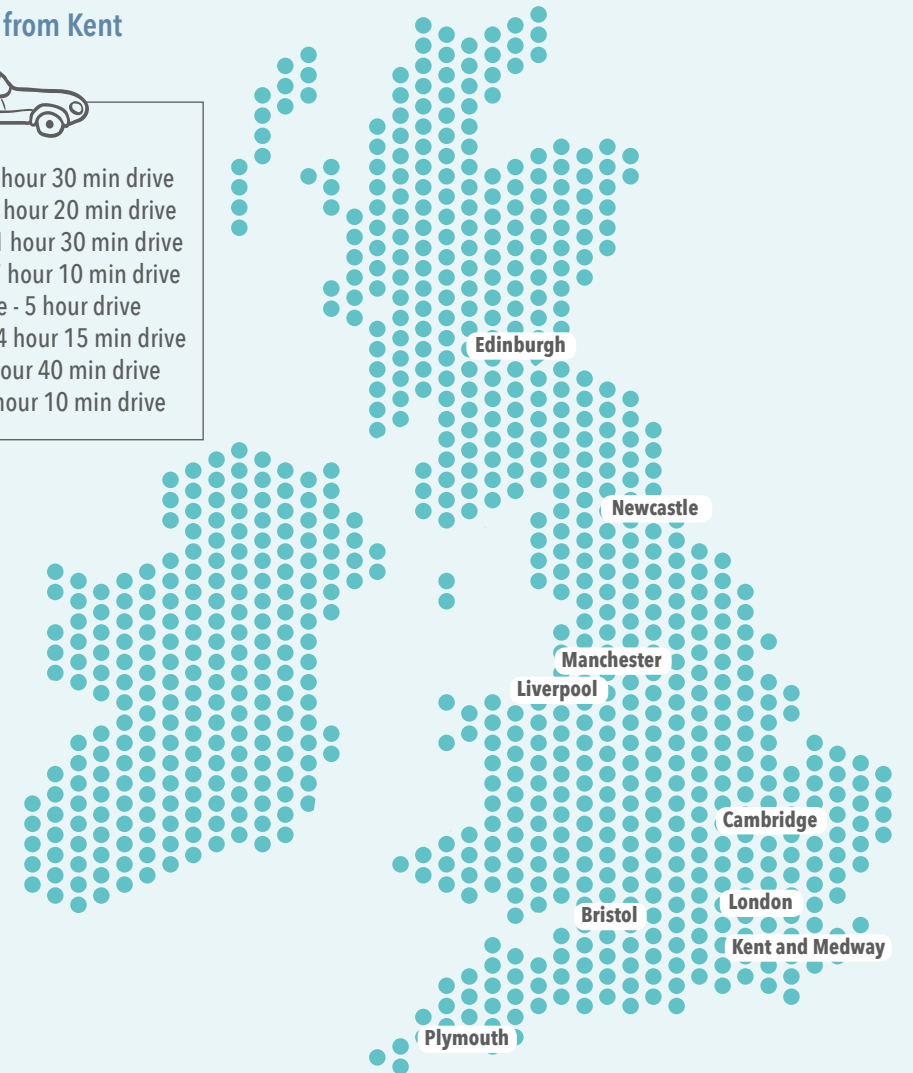 from Kent
hour 30 min drive
hour 20 min drive
hour 30 min drive
hour 10 min drive
- 5 hour drive
4 hour 15 min drive
40 min drive
hour 10 min drive
Edinburgh
Newcastle
Manchester
Liverpool
Cambridge
London
Bristol
Kent and Medway
Plymouth